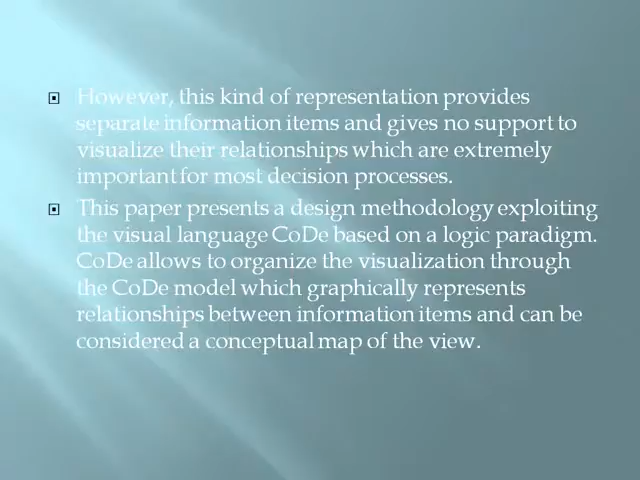 However, this kind of representation provides
separate information items and gives no support to
visualize their relationships which are extremely
important for most decision processes.
This paper presents a design methodology exploiting
the visual language CoDe based on a logic paradigm.
CoDe allows to organize the visualization through
the CoDe model which graphically represents
relationships between information items and can be
considered a conceptual map of the view.